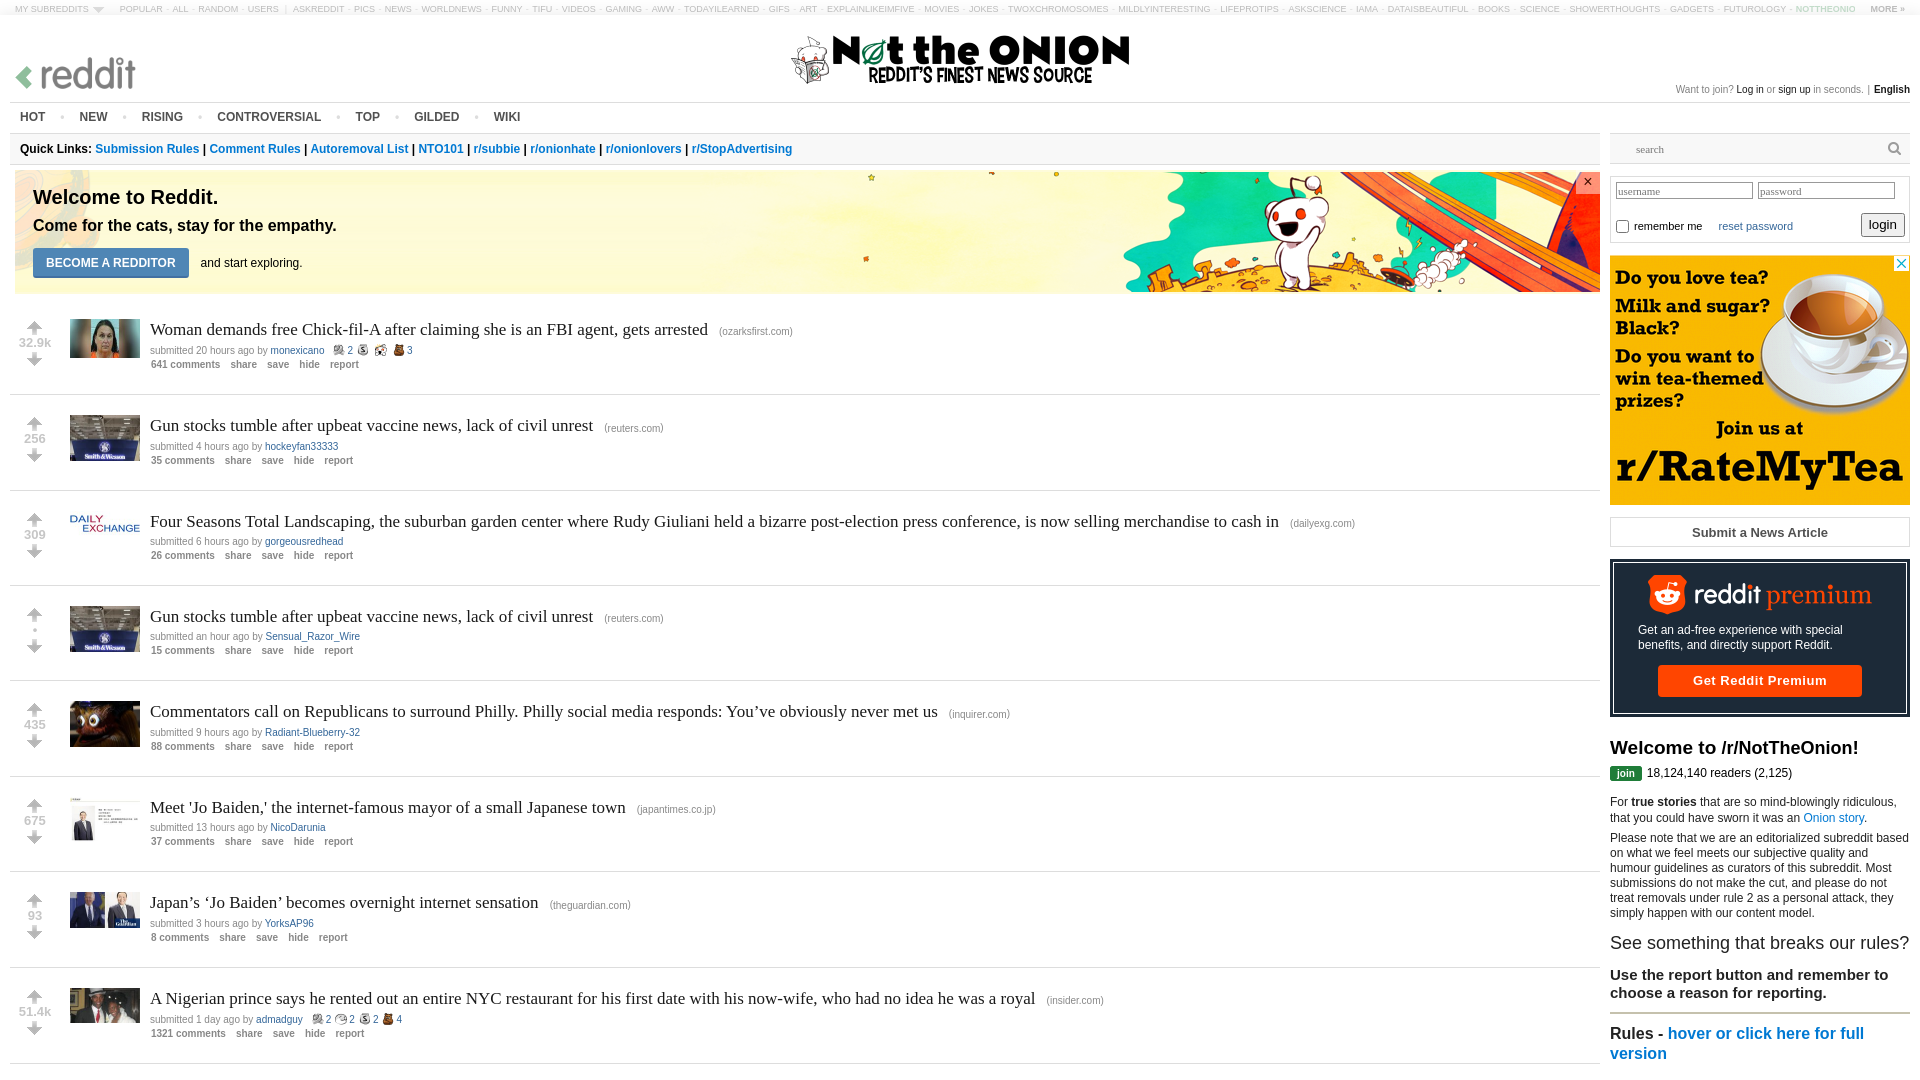 MY SUBREDDITS POPULAR - ALL - RANDOM - USERS | ASKREDDIT - PICS - NEWS - WORLDNEWS - FUNNY - TIFU - VIDEOS - GAMING - AWW - TODAYILEARNED - GIFS - ART - EXPLAINLIKEIMFIVE - MOVIES - JOKES - TWOXCHROMOSOMES - MILDLYINTERESTING - LIFEPROTIPS - ASKSCIENCE - IAMA - DATAISBEAUTIFUL - BOOKS - SCIENCE - SHOWERTHOUGHTS - GADGETS - FUTUROLOGY - NOTTHEONIO MORE »
reddit
Not the ONION
REDDIT'S FINEST NEWS SOURCE
Want to join? Log in or sign up in seconds. | English
HOT • NEW • RISING • CONTROVERSIAL • TOP • GILDED • WIKI
Quick Links: Submission Rules | Comment Rules | Autoremoval List | NTO101 | r/subbie | r/onionhate | r/onionlovers | r/StopAdvertising
Welcome to Reddit.
Come for the cats, stay for the empathy.
BECOME A REDDITOR and start exploring.
×
32.9k
Woman demands free Chick-fil-A after claiming she is an FBI agent, gets arrested (ozarksfirst.com)
submitted 20 hours ago by monexicano 2 3
641 comments share save hide report
256
Smith & Wesson
Gun stocks tumble after upbeat vaccine news, lack of civil unrest (reuters.com)
submitted 4 hours ago by hockeyfan33333
35 comments share save hide report
309
DAILY EXCHANGE
Four Seasons Total Landscaping, the suburban garden center where Rudy Giuliani held a bizarre post-election press conference, is now selling merchandise to cash in (dailyexg.com)
submitted 6 hours ago by gorgeousredhead
26 comments share save hide report
•
Smith & Wesson
Gun stocks tumble after upbeat vaccine news, lack of civil unrest (reuters.com)
submitted an hour ago by Sensual_Razor_Wire
15 comments share save hide report
435
Commentators call on Republicans to surround Philly. Philly social media responds: You’ve obviously never met us (inquirer.com)
submitted 9 hours ago by Radiant-Blueberry-32
88 comments share save hide report
675
Meet 'Jo Baiden,' the internet-famous mayor of a small Japanese town (japantimes.co.jp)
submitted 13 hours ago by NicoDarunia
37 comments share save hide report
93
The Guardian
Japan’s ‘Jo Baiden’ becomes overnight internet sensation (theguardian.com)
submitted 3 hours ago by YorksAP96
8 comments share save hide report
51.4k
A Nigerian prince says he rented out an entire NYC restaurant for his first date with his now-wife, who had no idea he was a royal (insider.com)
submitted 1 day ago by admadguy 2 2 2 4
1321 comments share save hide report
search
username password
remember me reset password login
Do you love tea?
Milk and sugar?
Black?
Do you want to
win tea-themed
prizes?
Join us at
r/RateMyTea
Submit a News Article
reddit premium
Get an ad-free experience with special
benefits, and directly support Reddit.
Get Reddit Premium
Welcome to /r/NotTheOnion!
join 18,124,140 readers (2,125)
For true stories that are so mind-blowingly ridiculous,
that you could have sworn it was an Onion story.
Please note that we are an editorialized subreddit based
on what we feel meets our subjective quality and
humour guidelines as curators of this subreddit. Most
submissions do not make the cut, and please do not
treat removals under rule 2 as a personal attack, they
simply happen with our content model.
See something that breaks our rules?
Use the report button and remember to
choose a reason for reporting.
Rules - hover or click here for full
version